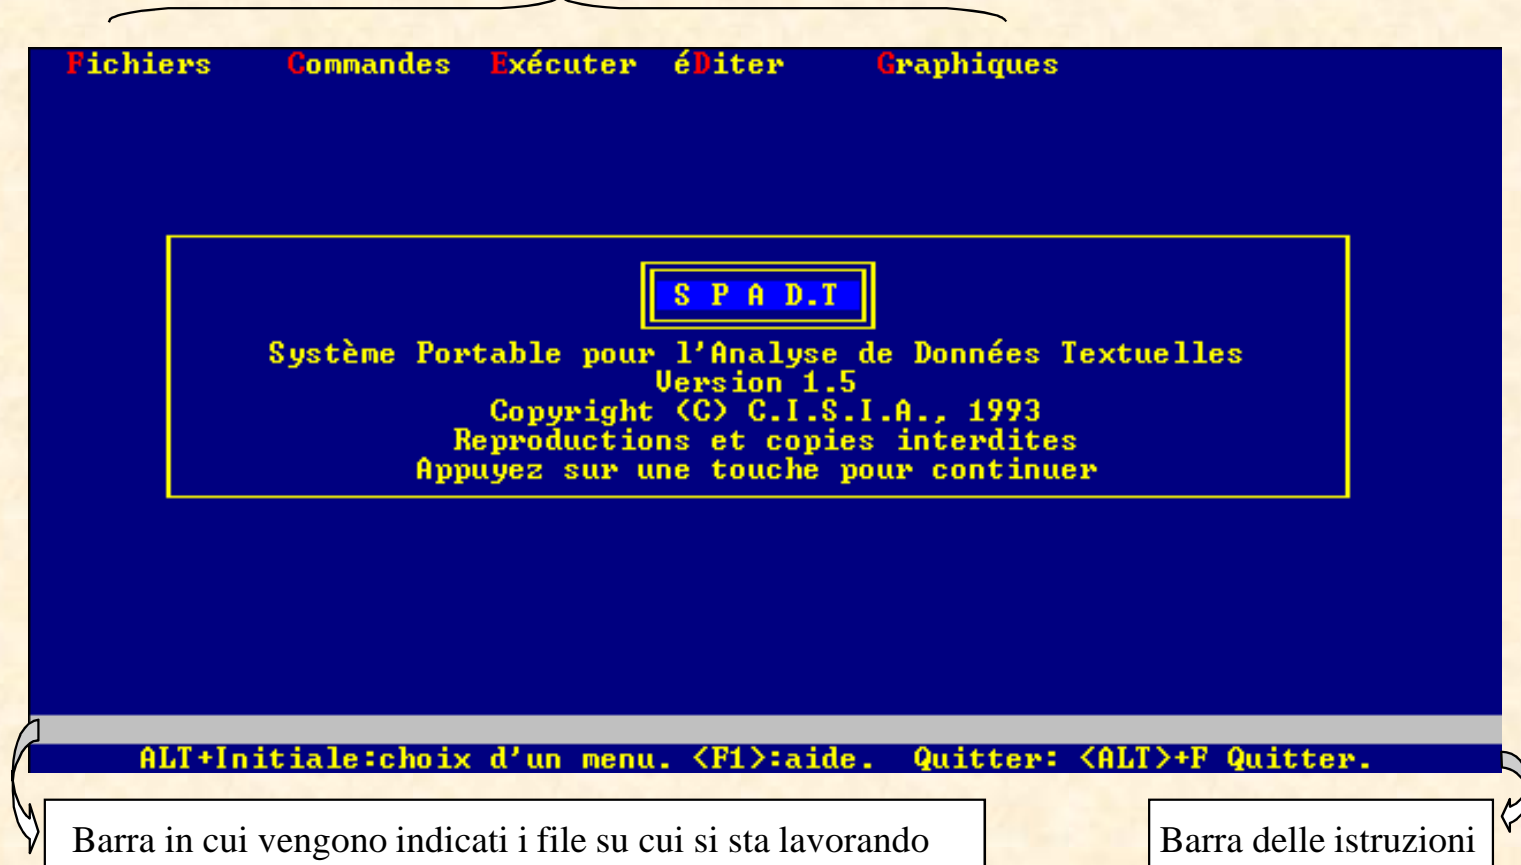 Fichiers Commandes Exécuter éDiter Graphiques
S P A D.T
Système Portable pour l'Analyse de Données Textuelles
Version 1.5
Copyright (C) C.I.S.I.A., 1993
Reproductions et copies interdites
Appuyez sur une touche pour continuer
ALT+Initiale:choix d'un menu. <F1>:aide. Quitter: <ALT>+F Quitter.
Barra in cui vengono indicati i file su cui si sta lavorando
Barra delle istruzioni